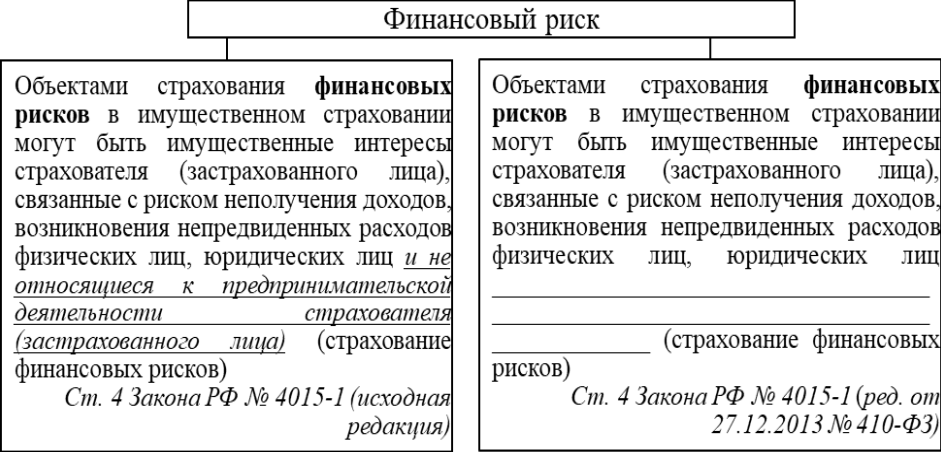 Финансовый риск
Объектами страхования финансовых
рисков в имущественном страховании
могут быть имущественные интересы
страхователя (застрахованного лица),
связанные с риском неполучения доходов,
возникновения непредвиденных расходов
физических лиц, юридических лиц и не
относящиеся к предпринимательской
деятельности страхователя
(застрахованного лица) (страхование
финансовых рисков)
Ст. 4 Закона РФ № 4015-1 (исходная
редакция)
Объектами страхования финансовых
рисков в имущественном страховании
могут быть имущественные интересы
страхователя (застрахованного лица),
связанные с риском неполучения доходов,
возникновения непредвиденных расходов
физических лиц, юридических лиц
(страхование финансовых
рисков)
Ст. 4 Закона РФ № 4015-1 (ред. от
27.12.2013 № 410-ФЗ)